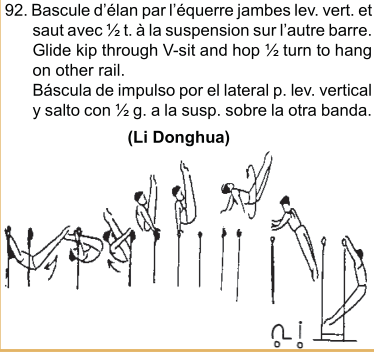 92. Bascule d'élan par l'équerre jambes lev. vert. et
saut avec ½ t. à la suspension sur l'autre barre.
Glide kip through V-sit and hop ½ turn to hang
on other rail.
Báscula de impulso por el lateral p. lev. vertical
y salto con ½ g. a la susp. sobre la otra banda.
(Li Donghua)